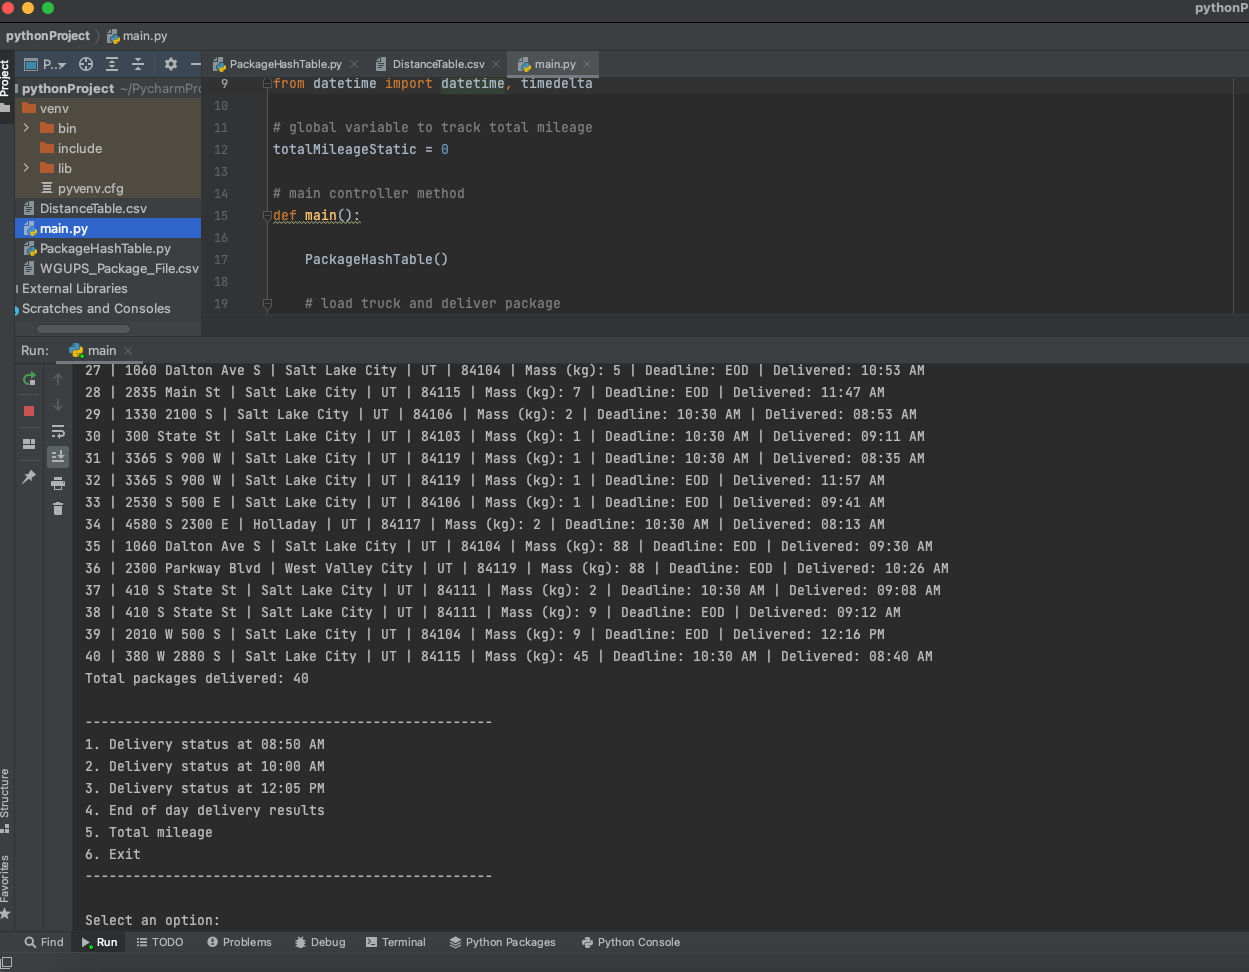 pythonP
pythonProject
main.py
Project
P...
PackageHashTable.py
DistanceTable.csv
main.py
pythonProject ~/PycharmPro
venv
bin
include
lib
pyvenv.cfg
DistanceTable.csv
main.py
PackageHashTable.py
WGUPS_Package_File.csv
External Libraries
Scratches and Consoles
9 from datetime import datetime, timedelta
10
11 # global variable to track total mileage
12 totalMileageStatic = 0
13
14 # main controller method
15 def main():
16
17 PackageHashTable()
18
19 # load truck and deliver package
Run: main
27 | 1060 Dalton Ave S | Salt Lake City | UT | 84104 | Mass (kg): 5 | Deadline: EOD | Delivered: 10:53 AM
28 | 2835 Main St | Salt Lake City | UT | 84115 | Mass (kg): 7 | Deadline: EOD | Delivered: 11:47 AM
29 | 1330 2100 S | Salt Lake City | UT | 84106 | Mass (kg): 2 | Deadline: 10:30 AM | Delivered: 08:53 AM
30 | 300 State St | Salt Lake City | UT | 84103 | Mass (kg): 1 | Deadline: 10:30 AM | Delivered: 09:11 AM
31 | 3365 S 900 W | Salt Lake City | UT | 84119 | Mass (kg): 1 | Deadline: 10:30 AM | Delivered: 08:35 AM
32 | 3365 S 900 W | Salt Lake City | UT | 84119 | Mass (kg): 1 | Deadline: EOD | Delivered: 11:57 AM
33 | 2530 S 500 E | Salt Lake City | UT | 84106 | Mass (kg): 1 | Deadline: EOD | Delivered: 09:41 AM
34 | 4580 S 2300 E | Holladay | UT | 84117 | Mass (kg): 2 | Deadline: 10:30 AM | Delivered: 08:13 AM
35 | 1060 Dalton Ave S | Salt Lake City | UT | 84104 | Mass (kg): 88 | Deadline: EOD | Delivered: 09:30 AM
36 | 2300 Parkway Blvd | West Valley City | UT | 84119 | Mass (kg): 88 | Deadline: EOD | Delivered: 10:26 AM
37 | 410 S State St | Salt Lake City | UT | 84111 | Mass (kg): 2 | Deadline: 10:30 AM | Delivered: 09:08 AM
38 | 410 S State St | Salt Lake City | UT | 84111 | Mass (kg): 9 | Deadline: EOD | Delivered: 09:12 AM
39 | 2010 W 500 S | Salt Lake City | UT | 84104 | Mass (kg): 9 | Deadline: EOD | Delivered: 12:16 PM
40 | 380 W 2880 S | Salt Lake City | UT | 84115 | Mass (kg): 45 | Deadline: 10:30 AM | Delivered: 08:40 AM
Total packages delivered: 40
---------------------------------------------------
1. Delivery status at 08:50 AM
2. Delivery status at 10:00 AM
3. Delivery status at 12:05 PM
4. End of day delivery results
5. Total mileage
6. Exit
---------------------------------------------------
Select an option:
Structure
Favorites
Find
Run
TODO
Problems
Debug
Terminal
Python Packages
Python Console